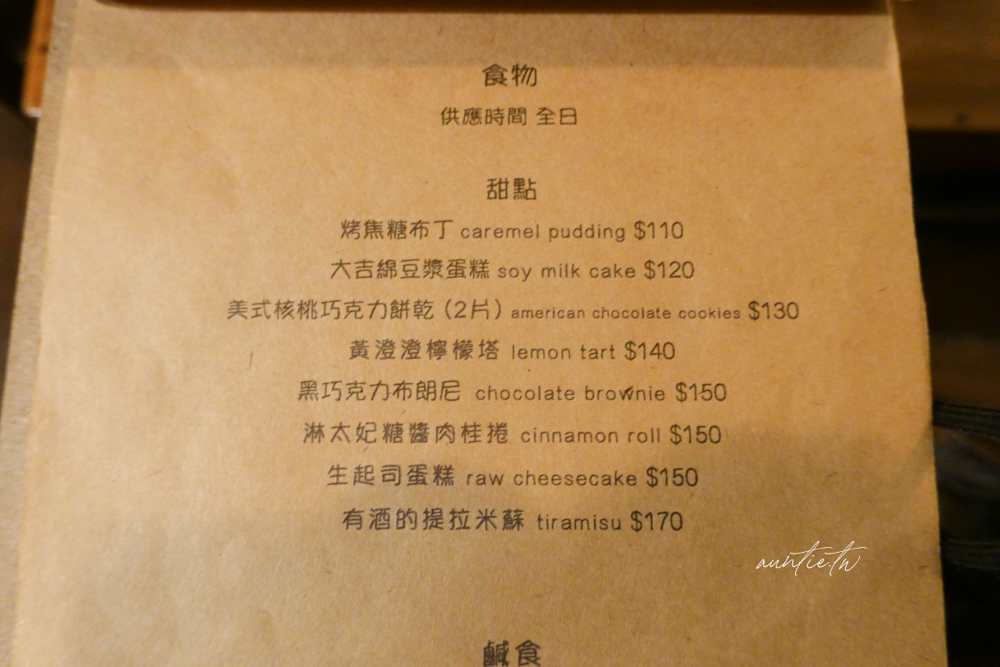 食物
供應時間 全日
甜點
烤焦糖布丁 caremel pudding $110
大吉綿豆漿蛋糕 soy milk cake $120
美式核桃巧克力餅乾 (2片) american chocolate cookies $130
黃澄澄檸檬塔 lemon tart $140
黑巧克力布朗尼 chocolate brownie $150
淋太妃糖醬肉桂捲 cinnamon roll $150
生起司蛋糕 raw cheesecake $150
有酒的提拉米蘇 tiramisu $170
auntie.tw
鹹食